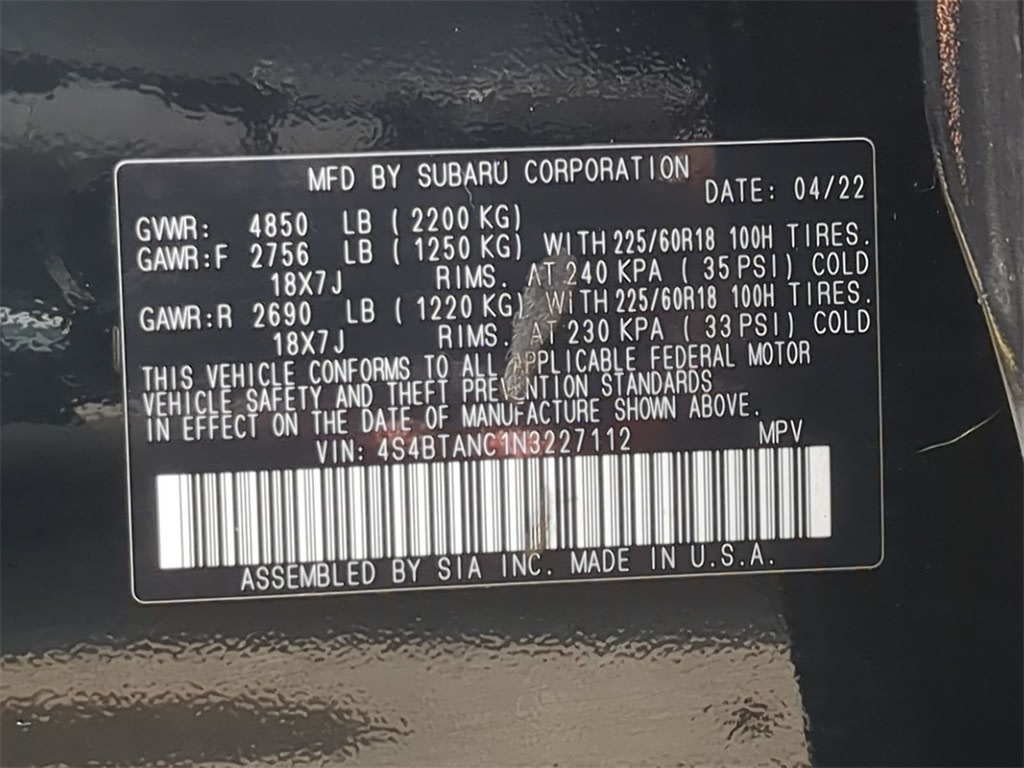 MFD BY SUBARU CORPORATION DATE: 04/22
GVWR: 4850 LB ( 2200 KG)
GAWR:F 2756 LB ( 1250 KG) WITH 225/60R18 100H TIRES.
18X7J RIMS. AT 240 KPA ( 35 PSI) COLD
GAWR:R 2690 LB ( 1220 KG) WITH 225/60R18 100H TIRES.
18X7J RIMS. AT 230 KPA ( 33 PSI) COLD
THIS VEHICLE CONFORMS TO ALL APPLICABLE FEDERAL MOTOR
VEHICLE SAFETY AND THEFT PREVENTION STANDARDS
IN EFFECT ON THE DATE OF MANUFACTURE SHOWN ABOVE.
VIN: 4S4BTANC1N3227112 MPV
ASSEMBLED BY SIA INC. MADE IN U.S.A.